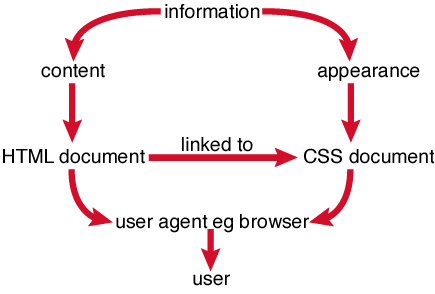 information
content
appearance
linked to
HTML document
CSS document
user agent eg browser
user